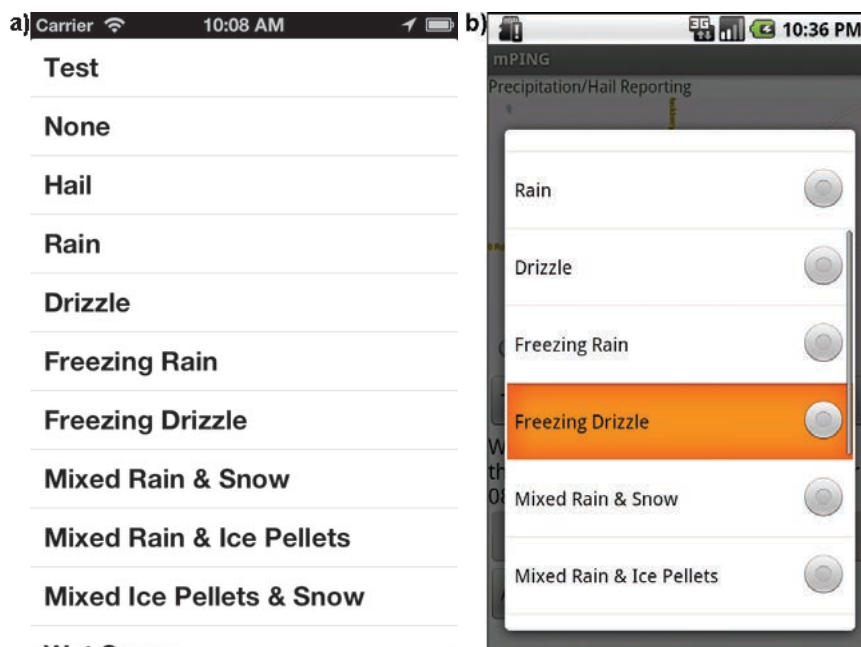 a)
Carrier 10:08 AM
Test
None
Hail
Rain
Drizzle
Freezing Rain
Freezing Drizzle
Mixed Rain & Snow
Mixed Rain & Ice Pellets
Mixed Ice Pellets & Snow
b)
3G 10:36 PM
mPING
Precipitation/Hail Reporting
Rain
Drizzle
Freezing Rain
Freezing Drizzle
Mixed Rain & Snow
Mixed Rain & Ice Pellets